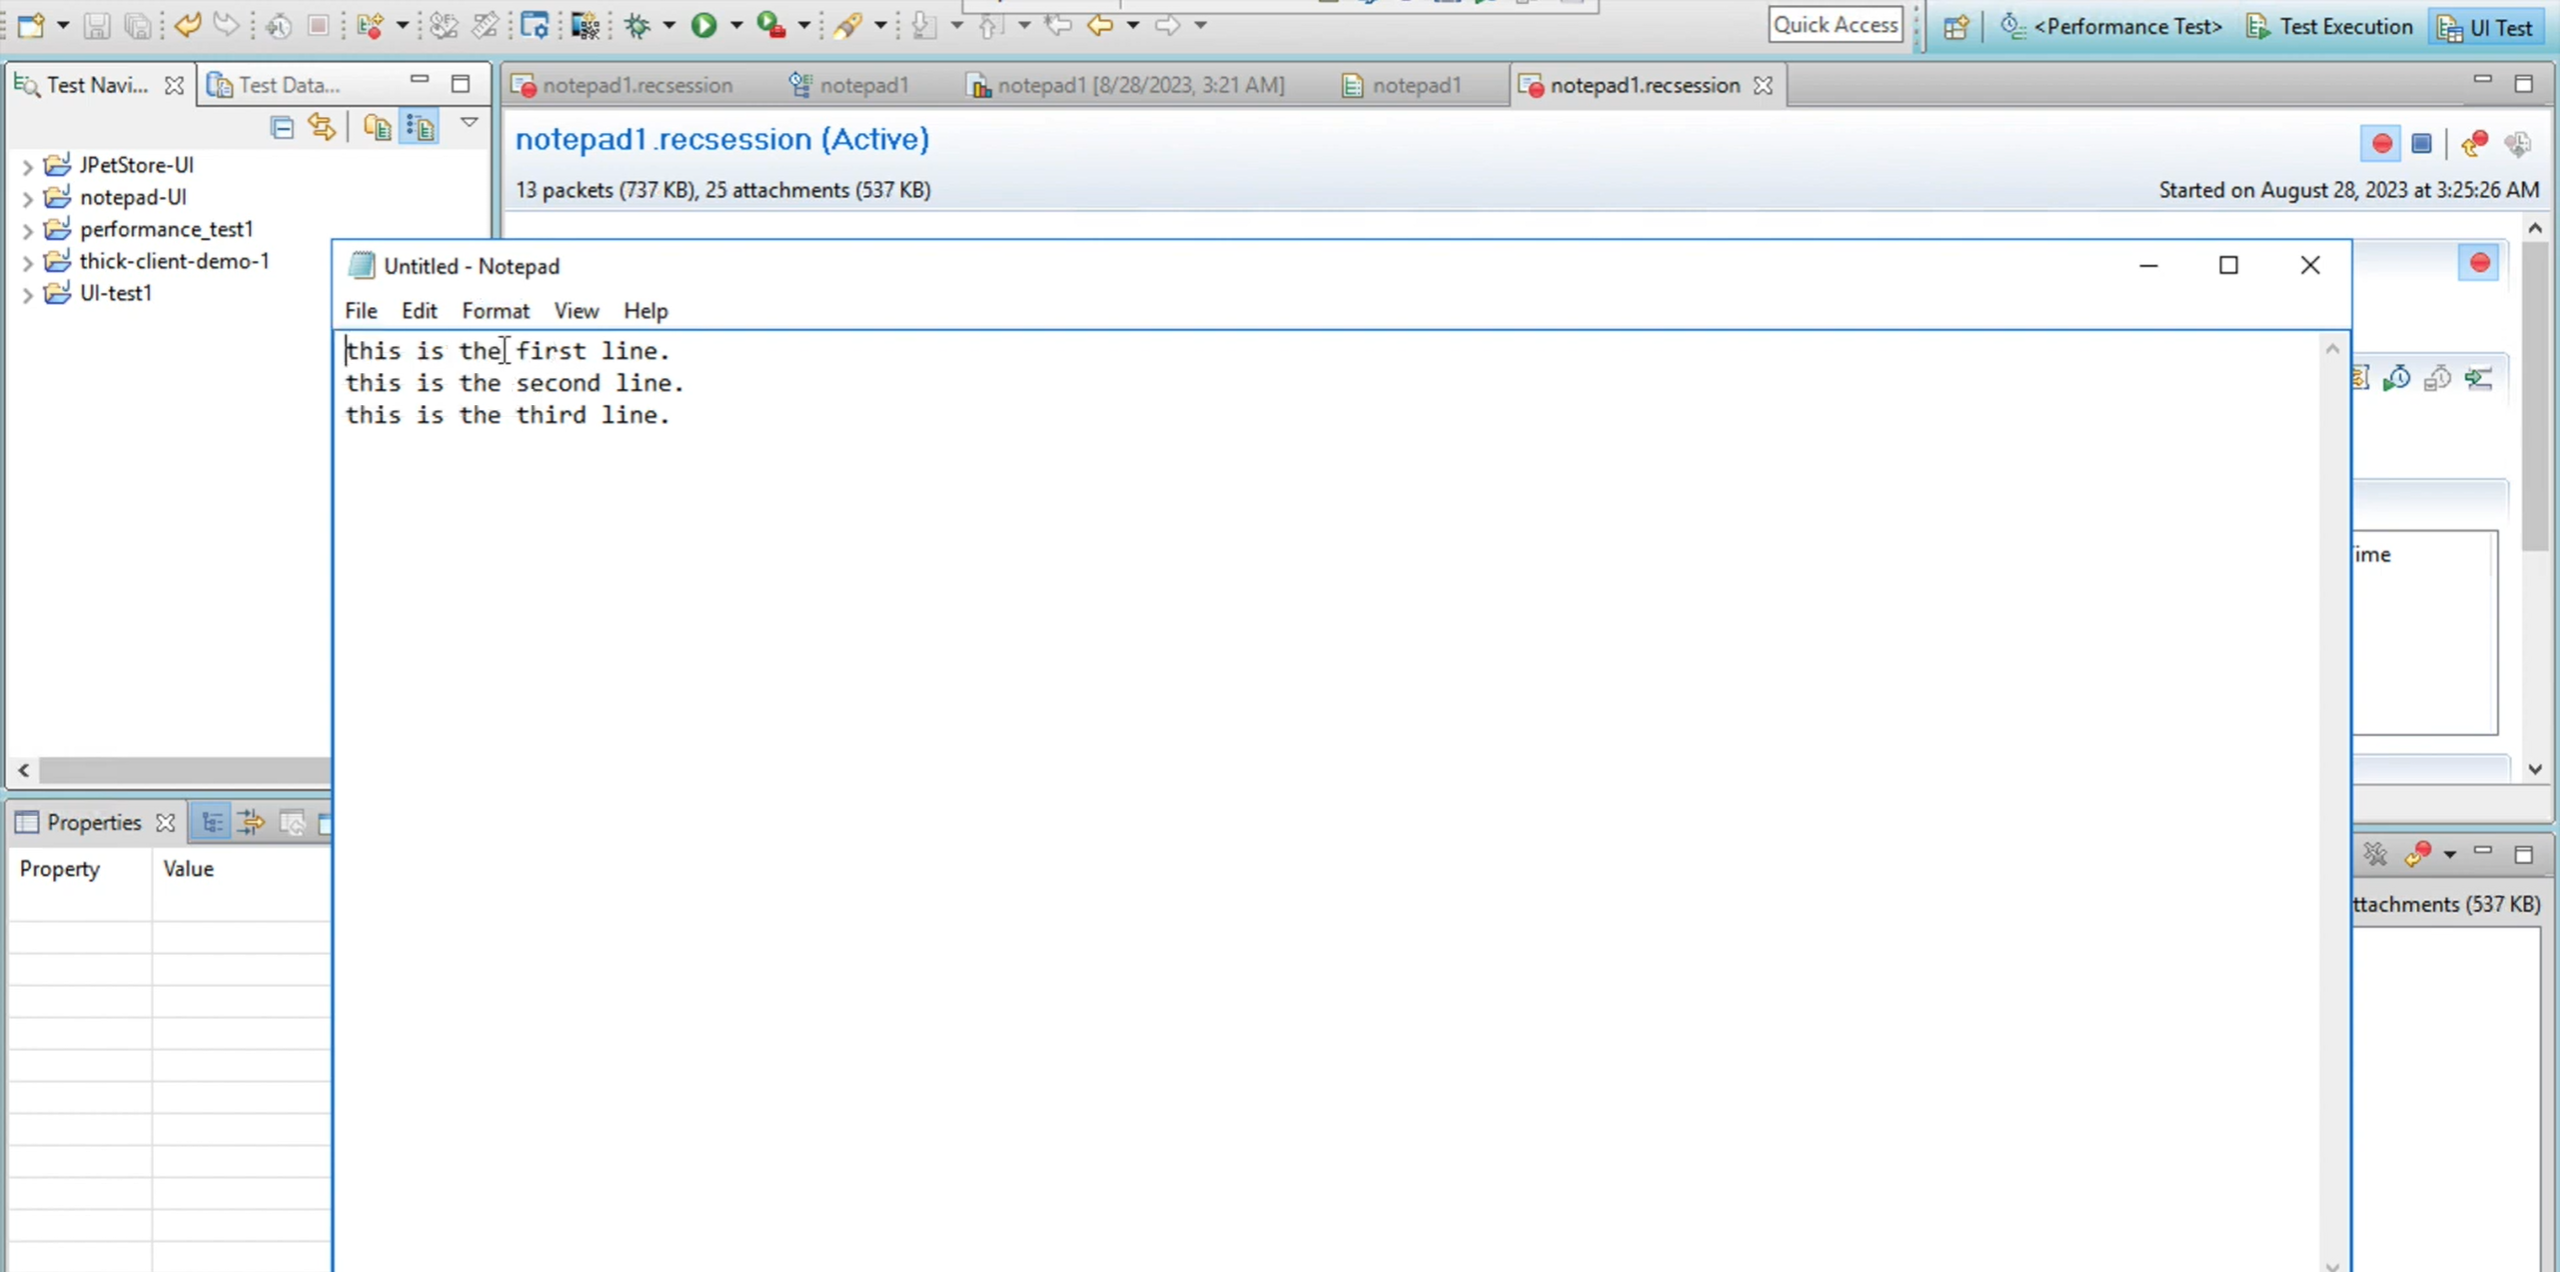 Quick Access
<Performance Test>
Test Execution
UI Test
Test Navi...
Test Data...
notepad1.recsession
notepad1
notepad1 [8/28/2023, 3:21 AM]
notepad1
notepad1.recsession
notepad1.recsession (Active)
13 packets (737 KB), 25 attachments (537 KB)
Started on August 28, 2023 at 3:25:26 AM
JPetStore-UI
notepad-UI
performance_test1
thick-client-demo-1
UI-test1
Untitled - Notepad
File Edit Format View Help
this is the first line.
this is the second line.
this is the third line.
ime
Properties
Property Value
ttachments (537 KB)